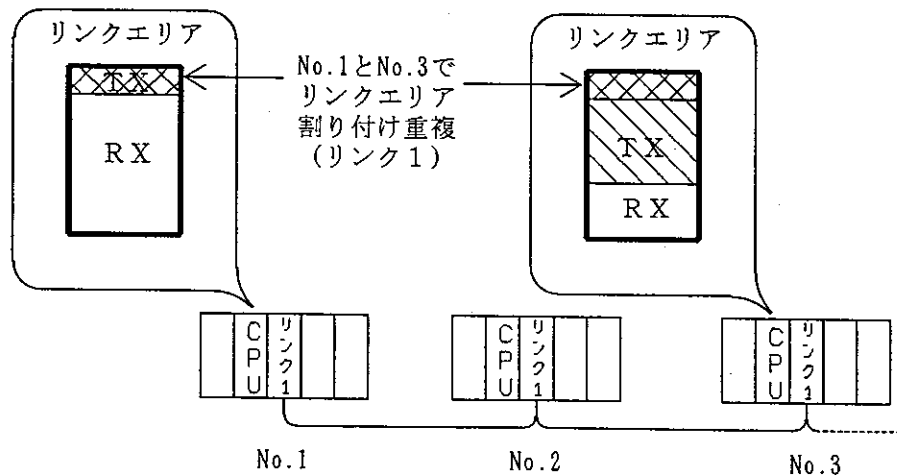 リンクエリア
TX
RX
No.1とNo.3で
リンクエリア
割り付け重複
(リンク1)
リンクエリア
TX
RX
CPU
リンク1
CPU
リンク1
CPU
リンク1
No.1
No.2
No.3